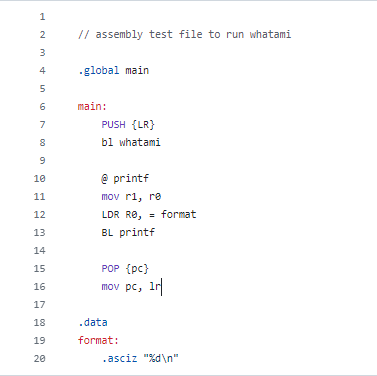 1
2 // assembly test file to run whatami
3
4 .global main
5
6 main:
7 PUSH {LR}
8 bl whatami
9
10 @ printf
11 mov r1, r0
12 LDR R0, = format
13 BL printf
14
15 POP {pc}
16 mov pc, lr
17
18 .data
19 format:
20 .asciz "%d\n"